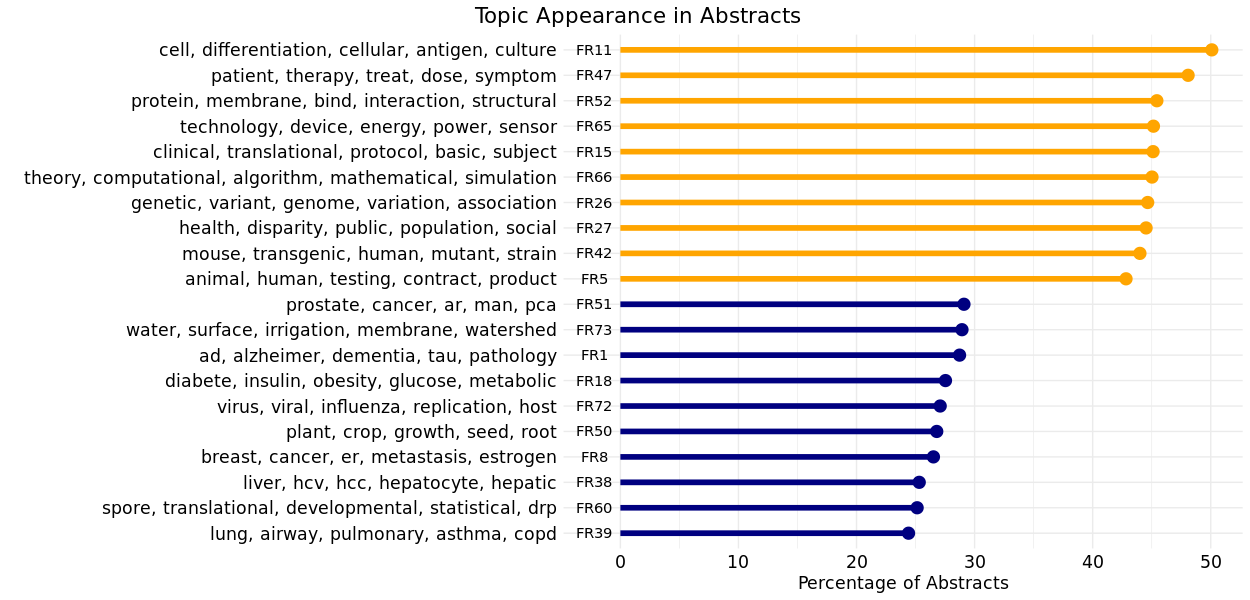 Topic Appearance in Abstracts
cell, differentiation, cellular, antigen, culture FR11
patient, therapy, treat, dose, symptom FR47
protein, membrane, bind, interaction, structural FR52
technology, device, energy, power, sensor FR65
clinical, translational, protocol, basic, subject FR15
theory, computational, algorithm, mathematical, simulation FR66
genetic, variant, genome, variation, association FR26
health, disparity, public, population, social FR27
mouse, transgenic, human, mutant, strain FR42
animal, human, testing, contract, product FR5
prostate, cancer, ar, man, pca FR51
water, surface, irrigation, membrane, watershed FR73
ad, alzheimer, dementia, tau, pathology FR1
diabete, insulin, obesity, glucose, metabolic FR18
virus, viral, influenza, replication, host FR72
plant, crop, growth, seed, root FR50
breast, cancer, er, metastasis, estrogen FR8
liver, hcv, hcc, hepatocyte, hepatic FR38
spore, translational, developmental, statistical, drp FR60
lung, airway, pulmonary, asthma, copd FR39
0 10 20 30 40 50
Percentage of Abstracts